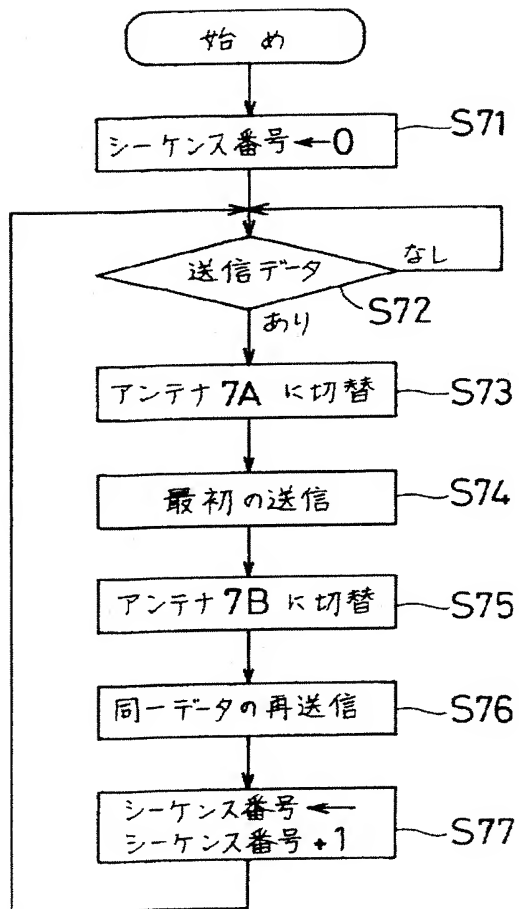 始め
シーケンス番号←0
S71
送信データ
なし
S72
あり
アンテナ7Aに切替
S73
最初の送信
S74
アンテナ7Bに切替
S75
同一データの再送信
S76
シーケンス番号←
シーケンス番号+1
S77